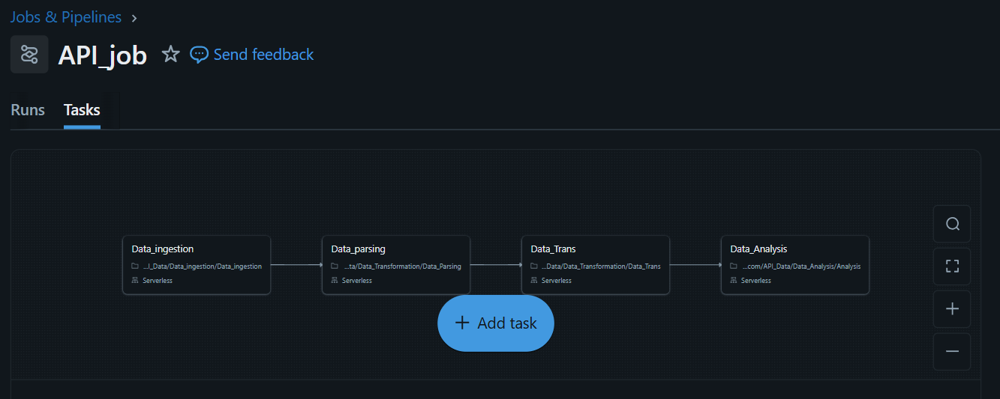 Jobs & Pipelines
API_job
Send feedback
Runs
Tasks
Data_ingestion
...I_Data/Data_ingestion/Data_ingestion
Serverless
Data_parsing
...ta/Data_Transformation/Data_Parsing
Serverless
Data_Trans
...Data/Data_Transformation/Data_Trans
Serverless
Data_Analysis
...com/API_Data/Data_Analysis/Analysis
Serverless
Add task